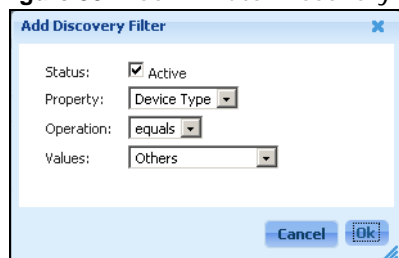 Add Discovery Filter
Status: Active
Property: Device Type
Operation: equals
Values: Others
Cancel Ok